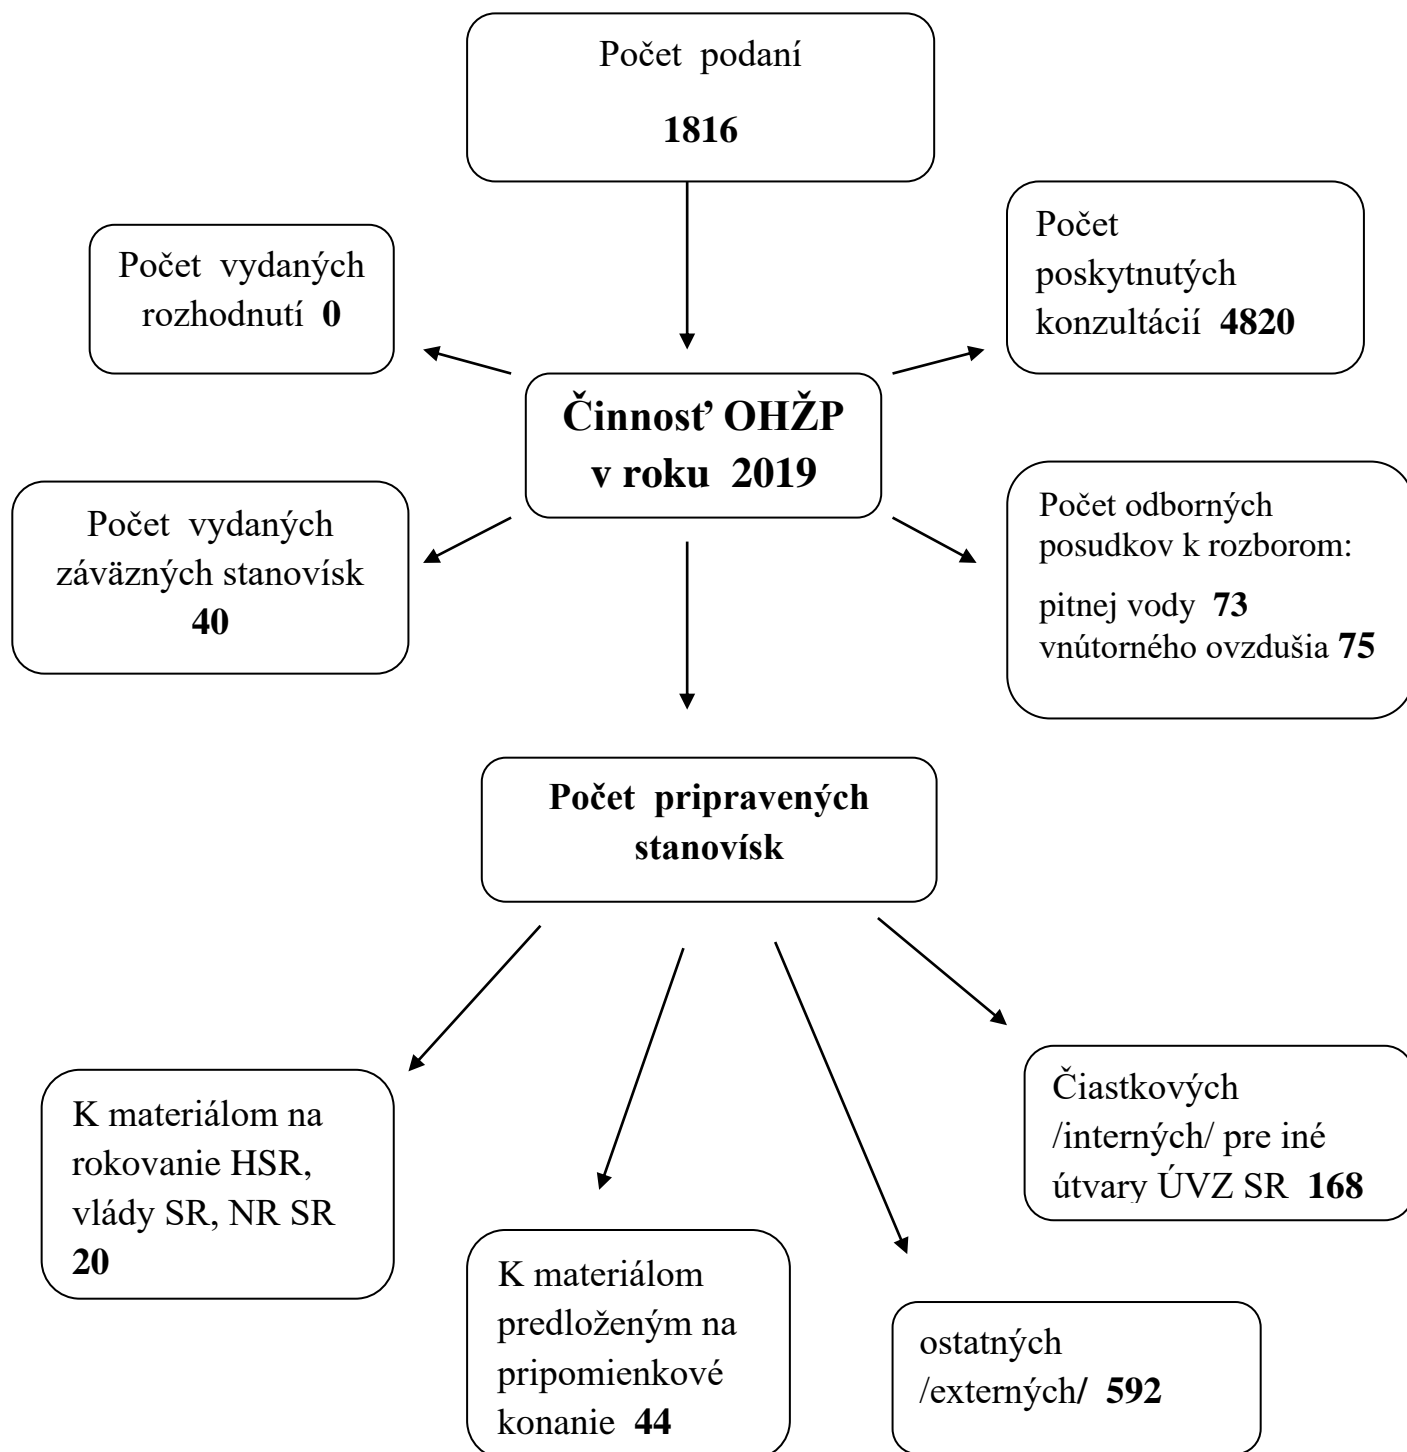 Počet podaní
1816
Počet vydaných
rozhodnutí 0
Počet
poskytnutých
konzultácií 4820
Činnosť OHŽP
v roku 2019
Počet vydaných
záväzných stanovísk
40
Počet odborných
posudkov k rozborom:
pitnej vody 73
vnútorného ovzdušia 75
Počet pripravených
stanovísk
K materiálom na
rokovanie HSR,
vlády SR, NR SR
20
K materiálom
predloženým na
pripomienkové
konanie 44
ostatných
/externých/ 592
Čiastkových
/interných/ pre iné
útvary ÚVZ SR 168